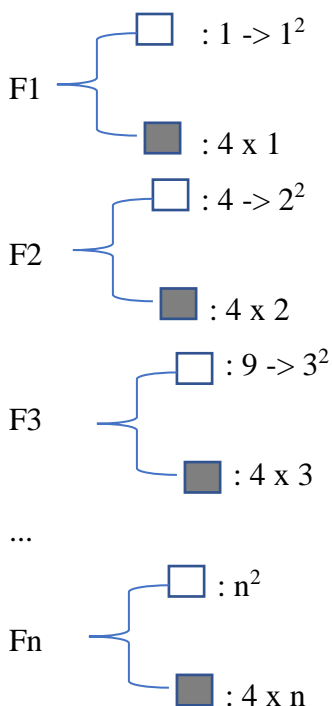 : 1 -> 1²
F1
: 4 x 1
: 4 -> 2²
F2
: 4 x 2
: 9 -> 3²
F3
: 4 x 3
...
: n²
Fn
: 4 x n